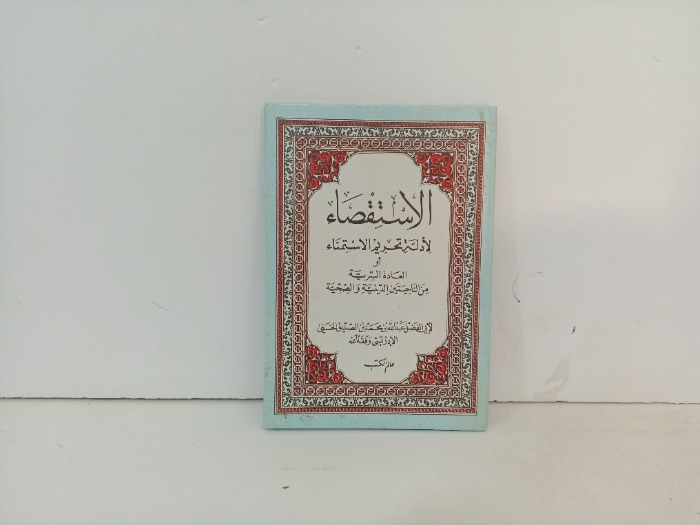 الاستقصاء
لأدلة تحريم الاستمناء
أو
العادة السرية
من الناحيتين الدينية والصحية
لأبي الفضل عبد الله بن محمد بن الصديق الحسني
الإدريسي وفقه الله
عالم الكتب